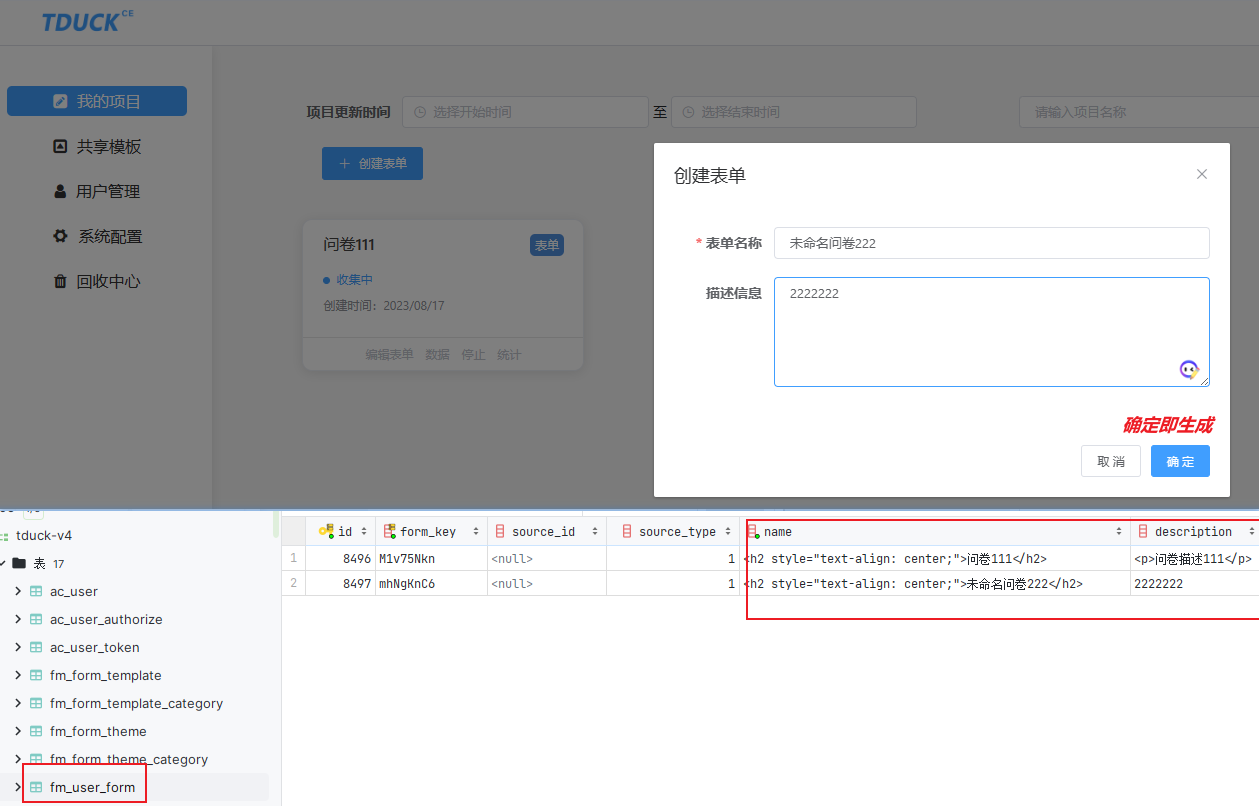 TDUCK CE
我的项目
共享模板
用户管理
系统配置
回收中心
项目更新时间 选择开始时间 至 选择结束时间 请输入项目名称
创建表单
问卷111 表单
收集中
创建时间：2023/08/17
编辑表单 数据 停止 统计
创建表单
* 表单名称 未命名问卷222
描述信息 2222222
确定即生成
取消 确定
tduck-v4
表 17
ac_user
ac_user_authorize
ac_user_token
fm_form_template
fm_form_template_category
fm_form_theme
fm_form_theme_category
fm_user_form
id form_key source_id source_type name description
1 8496 M1v75Nkn <null> 1 <h2 style="text-align: center;">问卷111</h2> <p>问卷描述111</p>
2 8497 mhNgKnC6 <null> 1 <h2 style="text-align: center;">未命名问卷222</h2> 2222222